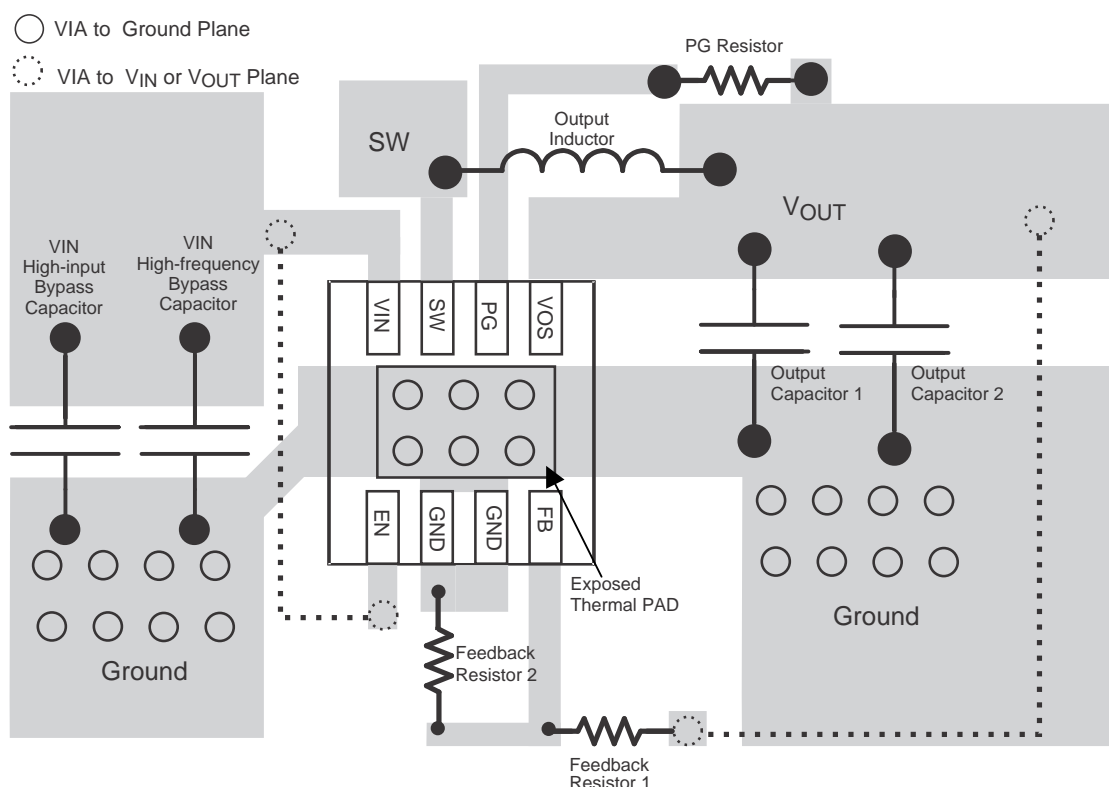 VIA to Ground Plane
VIA to VIN or VOUT Plane
PG Resistor
Output
Inductor
SW
VOUT
VIN
High-input
Bypass
Capacitor
VIN
High-frequency
Bypass
Capacitor
VIN
SW
PG
VOS
Output
Capacitor 1
Output
Capacitor 2
EN
GND
GND
FB
Exposed
Thermal PAD
Ground
Ground
Feedback
Resistor 2
Feedback
Resistor 1